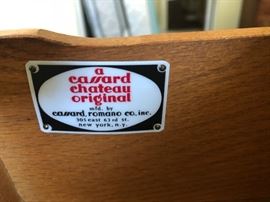 a
cassard
chateau
original
mfd. by
cassard, romano co. inc.
305 east 63rd st.
new york, n.y.